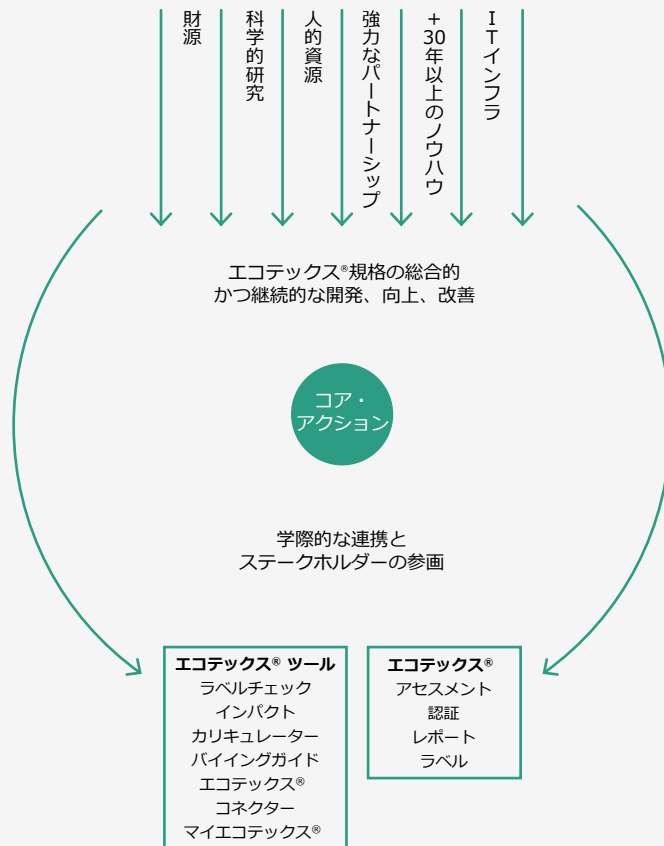 財源
科学的研究
人的資源
強力なパートナーシップ
+30年以上のノウハウ
ITインフラ
エコテックス®規格の総合的
かつ継続的な開発、向上、改善
コア・
アクション
学際的な連携と
ステークホルダーの参画
エコテックス® ツール
ラベルチェック
インパクト
カリキュレーター
バイイングガイド
エコテックス®
コネクター
マイエコテックス®
エコテックス®
アセスメント
認証
レポート
ラベル